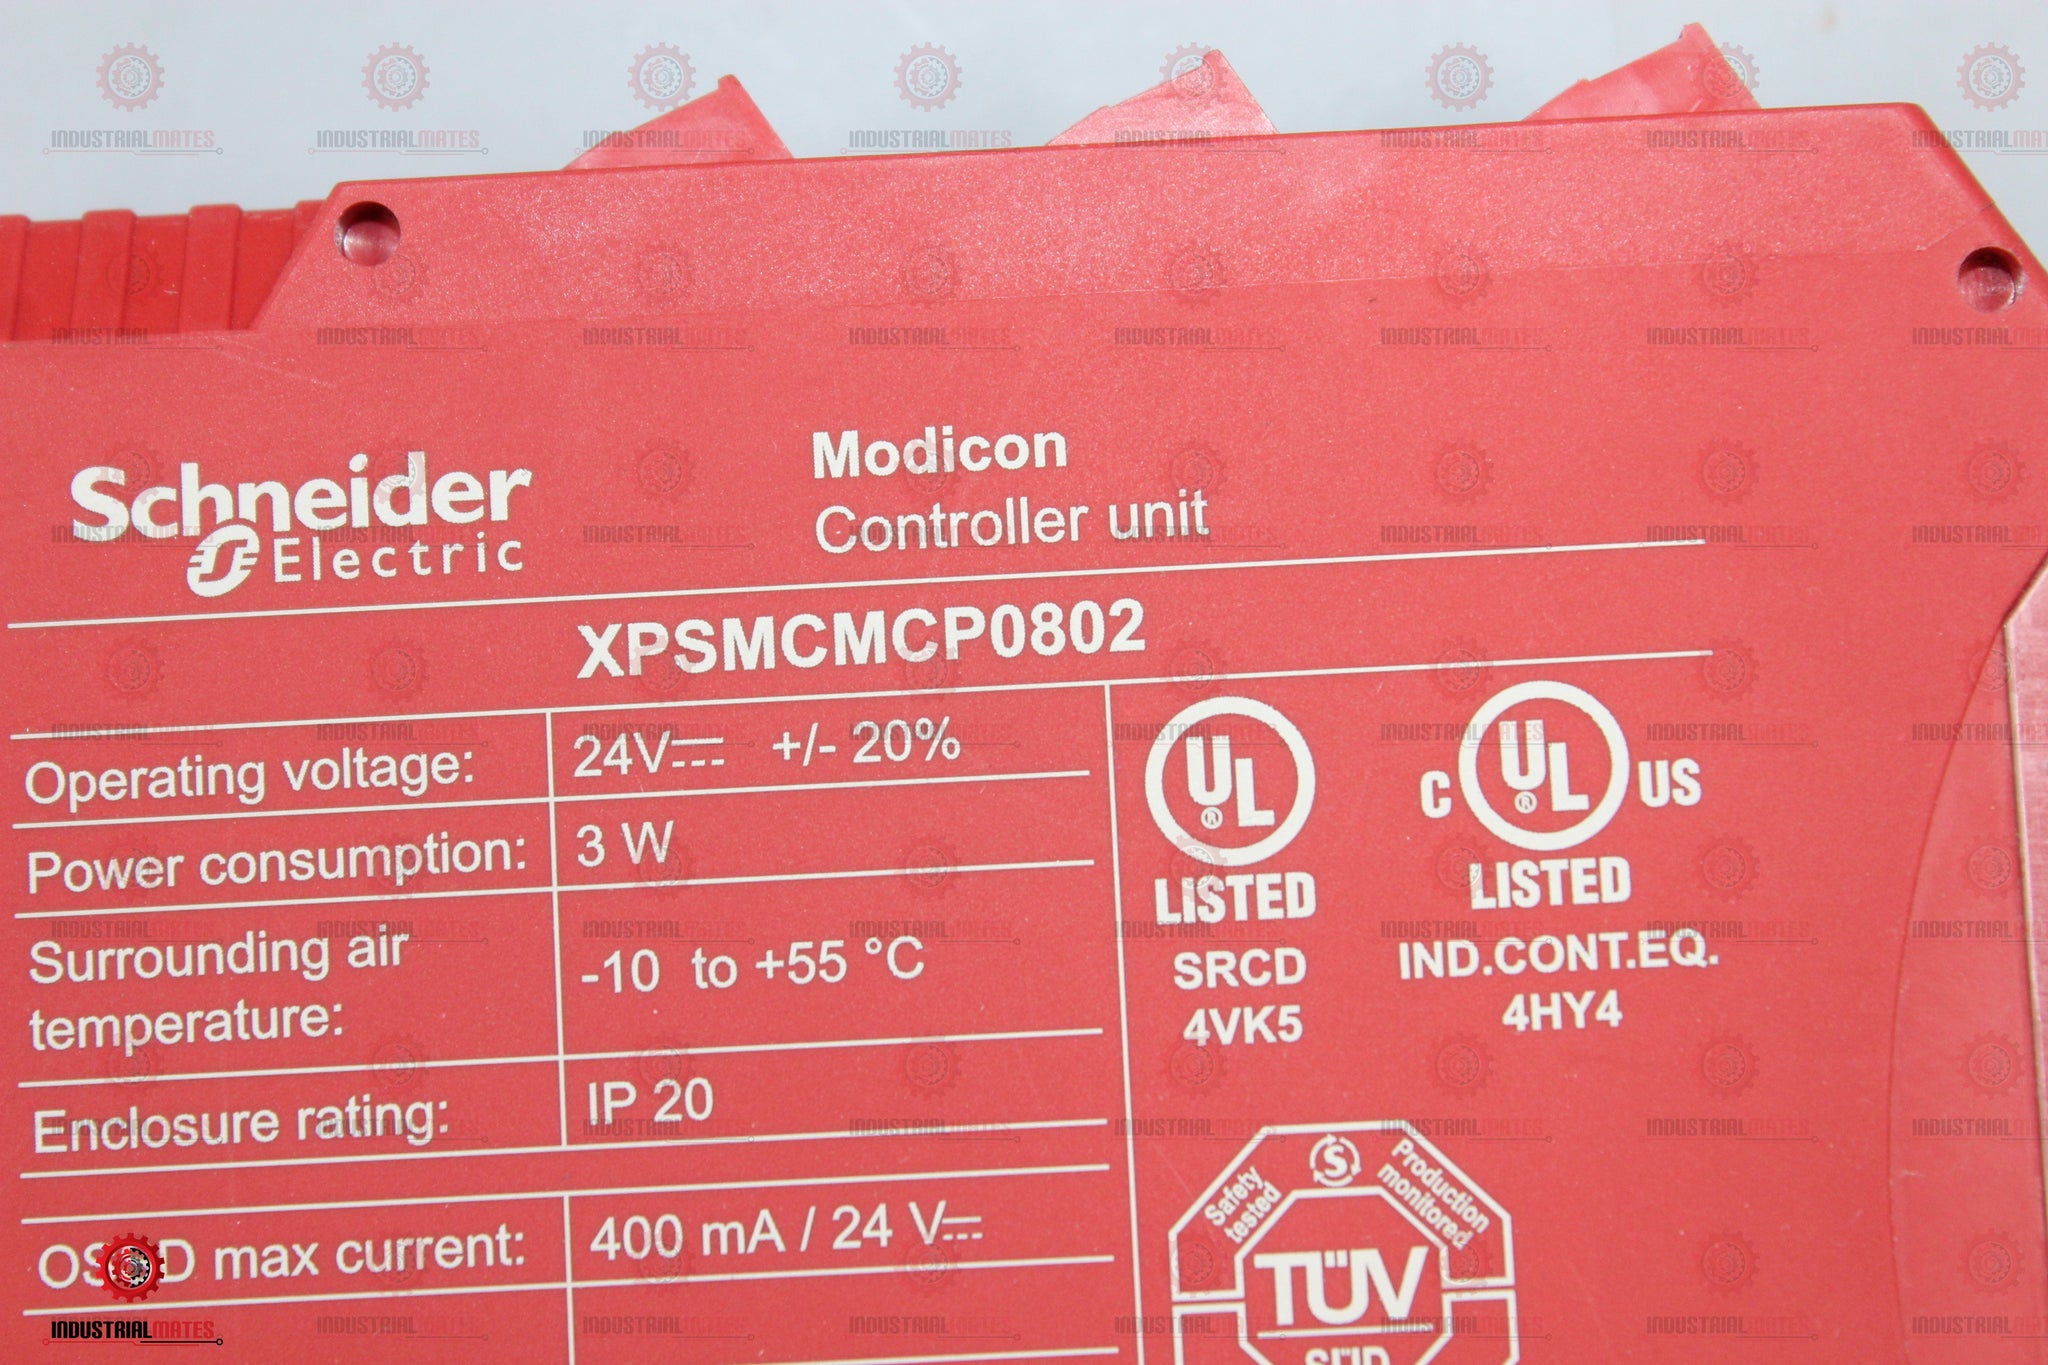 Schneider
Electric
Modicon
Controller unit
XPSMCMCP0802
Operating voltage: 24V⎓ +/- 20%
Power consumption: 3 W
Surrounding air
temperature: -10 to +55 °C
Enclosure rating: IP 20
max current: 400 mA / 24 V⎓
UL®
LISTED
SRCD
4VK5
C UL® US
LISTED
IND.CONT.EQ.
4HY4
Safety
tested
S
Production
monitored
TÜV
SÜD
INDUSTRIALMATES